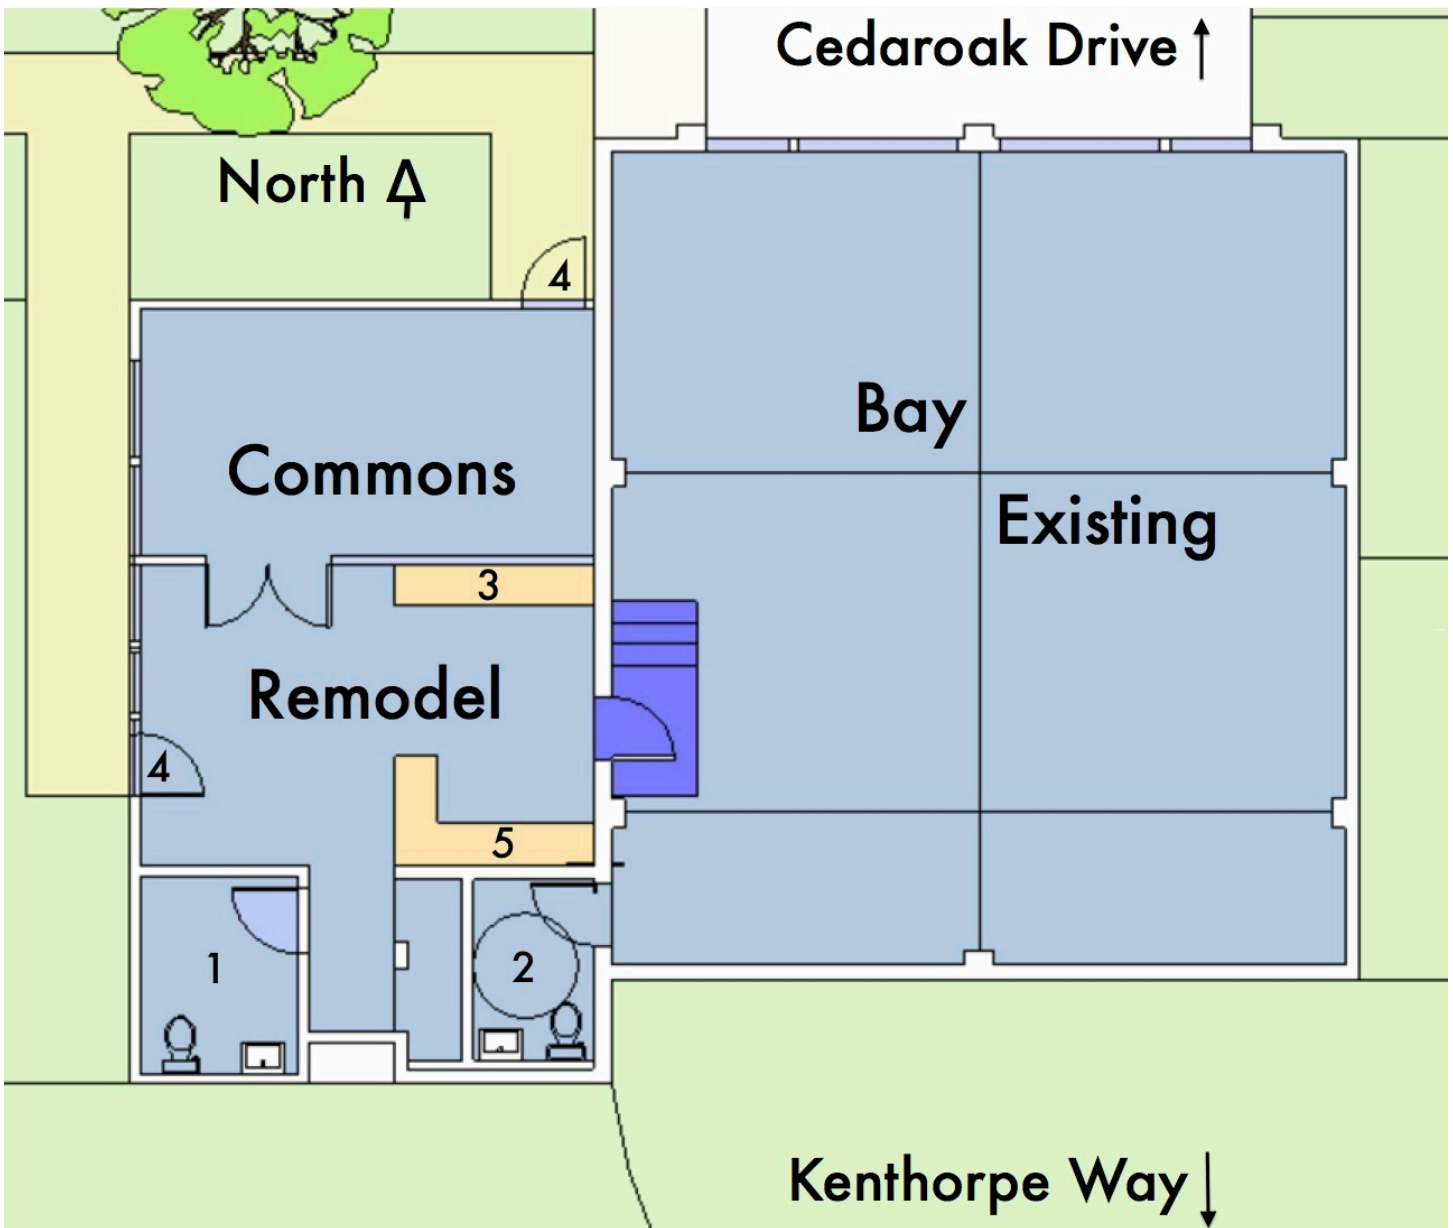 Cedaroak Drive ↑
North
4
Bay
Commons
Existing
3
Remodel
4
5
1
2
Kenthorpe Way ↓